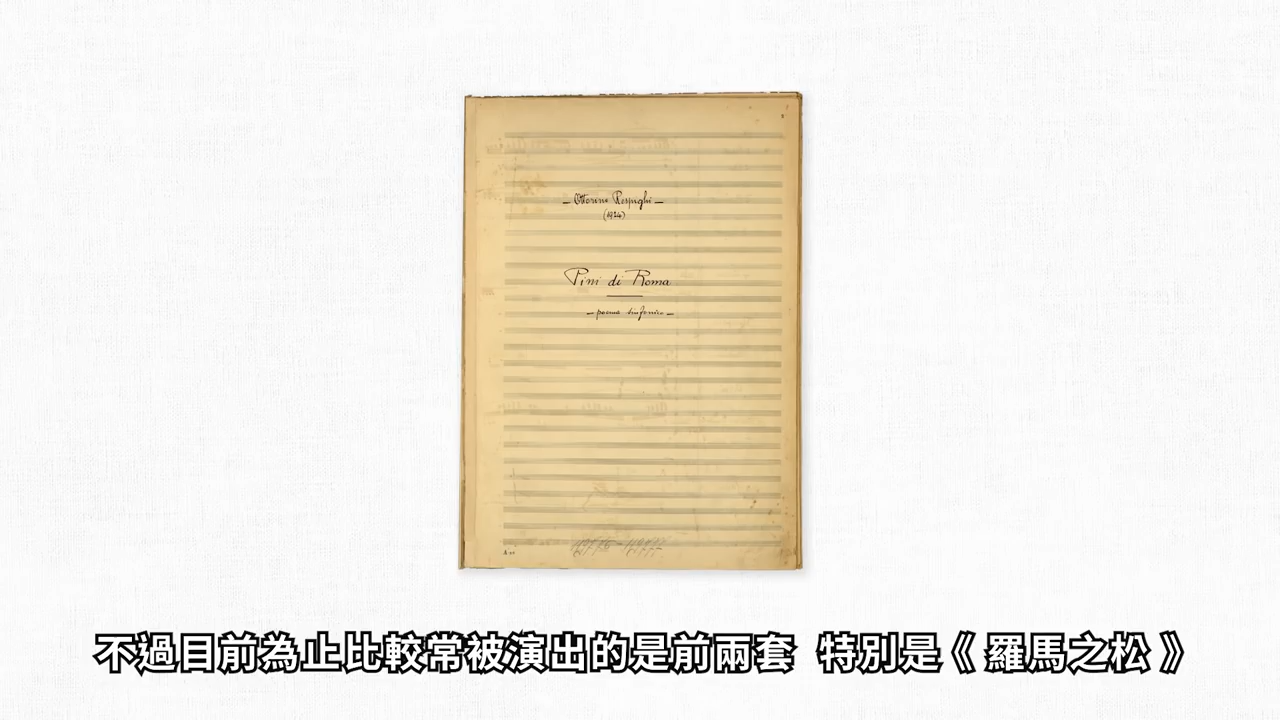 — Ottorino Respighi —
(1924)
Pini di Roma
— poema sinfonico —
不過目前為止比較常被演出的是前兩套 特別是《羅馬之松》